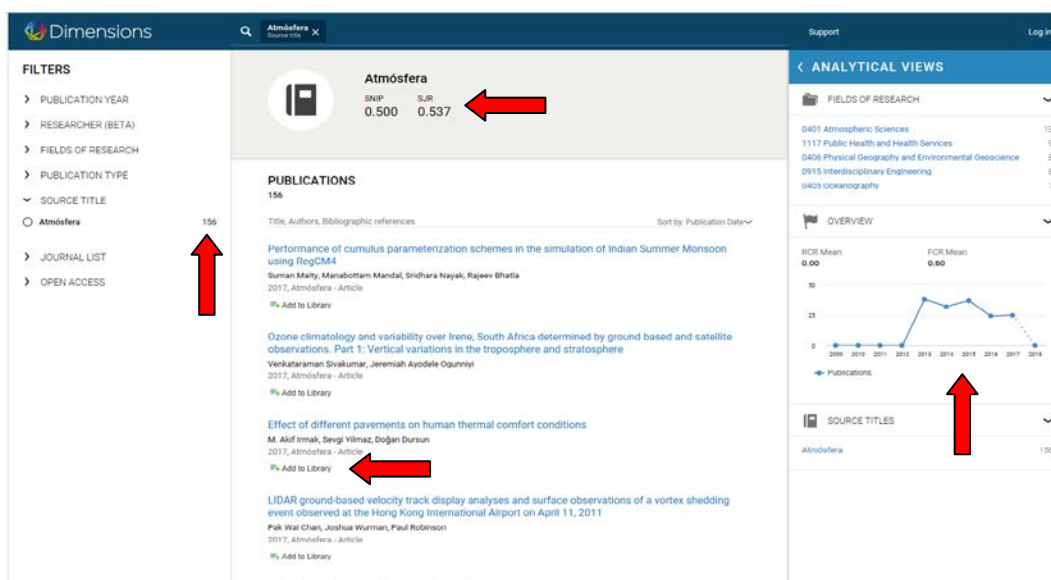 Dimensions
Atmósfera
Source title
Support
Log in
FILTERS
PUBLICATION YEAR
RESEARCHER (BETA)
FIELDS OF RESEARCH
PUBLICATION TYPE
SOURCE TITLE
Atmósfera 156
JOURNAL LIST
OPEN ACCESS
Atmósfera
SNIP SJR
0.500 0.537
PUBLICATIONS
156
Title, Authors, Bibliographic references Sort by: Publication Date
Performance of cumulus parameterization schemes in the simulation of Indian Summer Monsoon
using RegCM4
Suman Maity, Manabottam Mandal, Sridhara Nayak, Rajeev Bhatla
2017, Atmósfera - Article
Add to Library
Ozone climatology and variability over Irene, South Africa determined by ground based and satellite
observations. Part 1: Vertical variations in the troposphere and stratosphere
Venkataraman Sivakumar, Jeremiah Ayodele Ogunniyi
2017, Atmósfera - Article
Add to Library
Effect of different pavements on human thermal comfort conditions
M. Akif Irmak, Sevgi Yilmaz, Doğan Dursun
2017, Atmósfera - Article
Add to Library
LIDAR ground-based velocity track display analyses and surface observations of a vortex shedding
event observed at the Hong Kong International Airport on April 11, 2011
Pak Wai Chan, Joshua Wurman, Paul Robinson
2017, Atmósfera - Article
Add to Library
ANALYTICAL VIEWS
FIELDS OF RESEARCH
0401 Atmospheric Sciences
1117 Public Health and Health Services
0406 Physical Geography and Environmental Geoscience
0915 Interdisciplinary Engineering
0405 Oceanography
OVERVIEW
RCR Mean FCR Mean
0.00 0.60
50
25
0
2009 2010 2011 2012 2013 2014 2015 2016 2017 2018
Publications
SOURCE TITLES
Atmósfera 156